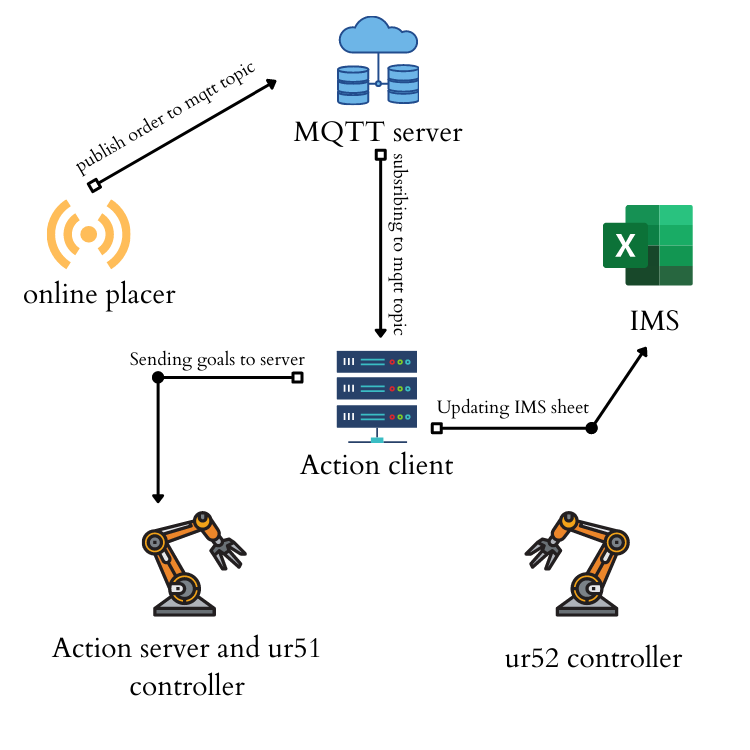 publish order to mqtt topic
MQTT server
subsribing to mqtt topic
online placer
X
IMS
Sending goals to server
Updating IMS sheet
Action client
Action server and ur51
controller
ur52 controller